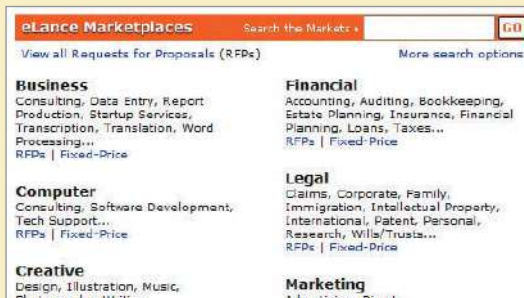 eLance Marketplaces
Search the Markets
GO
View all Requests for Proposals (RFPs)
More search options
Business
Consulting, Data Entry, Report
Production, Startup Services,
Transcription, Translation, Word
Processing...
RFPs | Fixed-Price
Computer
Consulting, Software Development,
Tech Support...
RFPs | Fixed-Price
Creative
Design, Illustration, Music,
Financial
Accounting, Auditing, Bookkeeping,
Estate Planning, Insurance, Financial
Planning, Loans, Taxes...
RFPs | Fixed-Price
Legal
Claims, Corporate, Family,
Immigration, Intellectual Property,
International, Patent, Personal,
Research, Wills/Trusts...
RFPs | Fixed-Price
Marketing